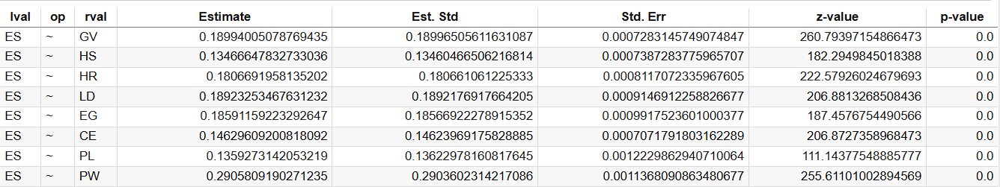 lval op rval Estimate Est. Std Std. Err z-value p-value
ES ~ GV 0.18994005078769435 0.18996505611631087 0.0007283145749074847 260.79397154866473 0.0
ES ~ HS 0.13466647832733036 0.13460466506216814 0.0007387283775965707 182.2949845018388 0.0
ES ~ HR 0.1806691958135202 0.180661061225333 0.0008117072335967605 222.57926024679693 0.0
ES ~ LD 0.18923253467631232 0.1892176917664205 0.0009146912258826677 206.8813268508436 0.0
ES ~ EG 0.18591159223292647 0.18566922278915352 0.0009917523601000377 187.4576754490566 0.0
ES ~ CE 0.14629609200818092 0.14623969175828885 0.0007071791803162289 206.8727358968473 0.0
ES ~ PL 0.1359273142053219 0.13622978160817645 0.0012229862940710064 111.14377548885777 0.0
ES ~ PW 0.2905809190271235 0.2903602314217086 0.0011368090863480677 255.61101002894569 0.0